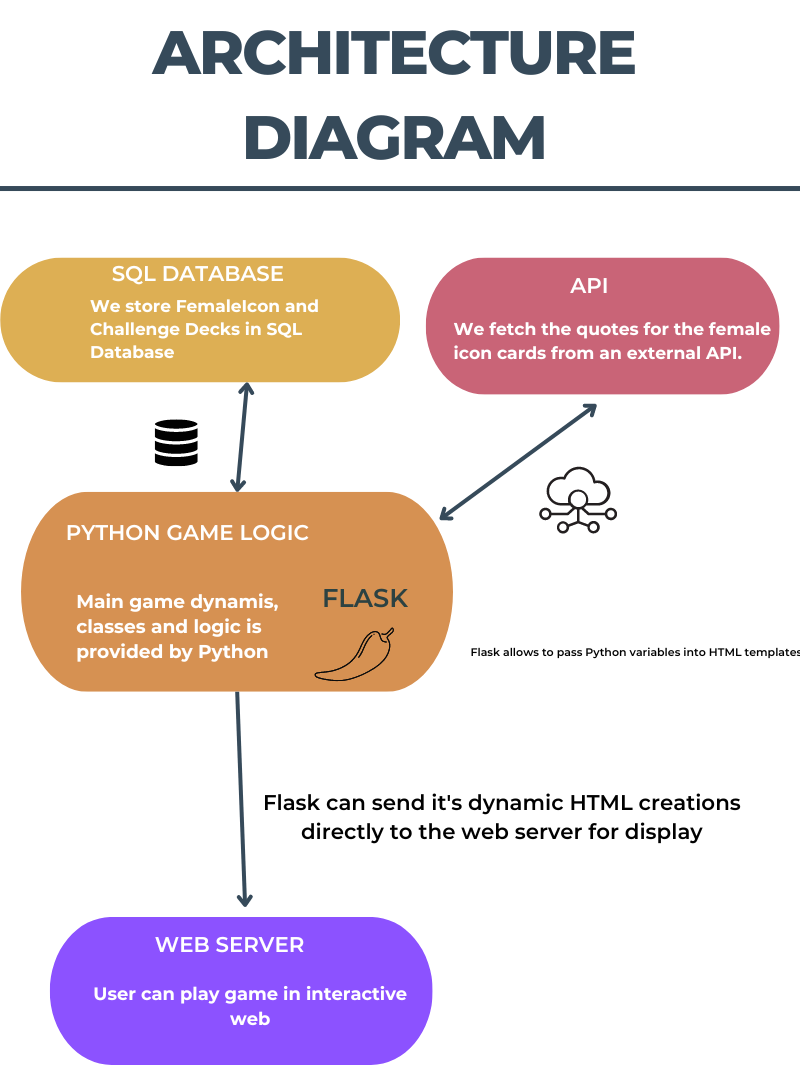 ARCHITECTURE
DIAGRAM
SQL DATABASE
We store FemaleIcon and
Challenge Decks in SQL
Database
API
We fetch the quotes for the female
icon cards from an external API.
PYTHON GAME LOGIC
Main game dynamis,
classes and logic is
provided by Python
FLASK
Flask allows to pass Python variables into HTML templates
Flask can send it's dynamic HTML creations
directly to the web server for display
WEB SERVER
User can play game in interactive
web